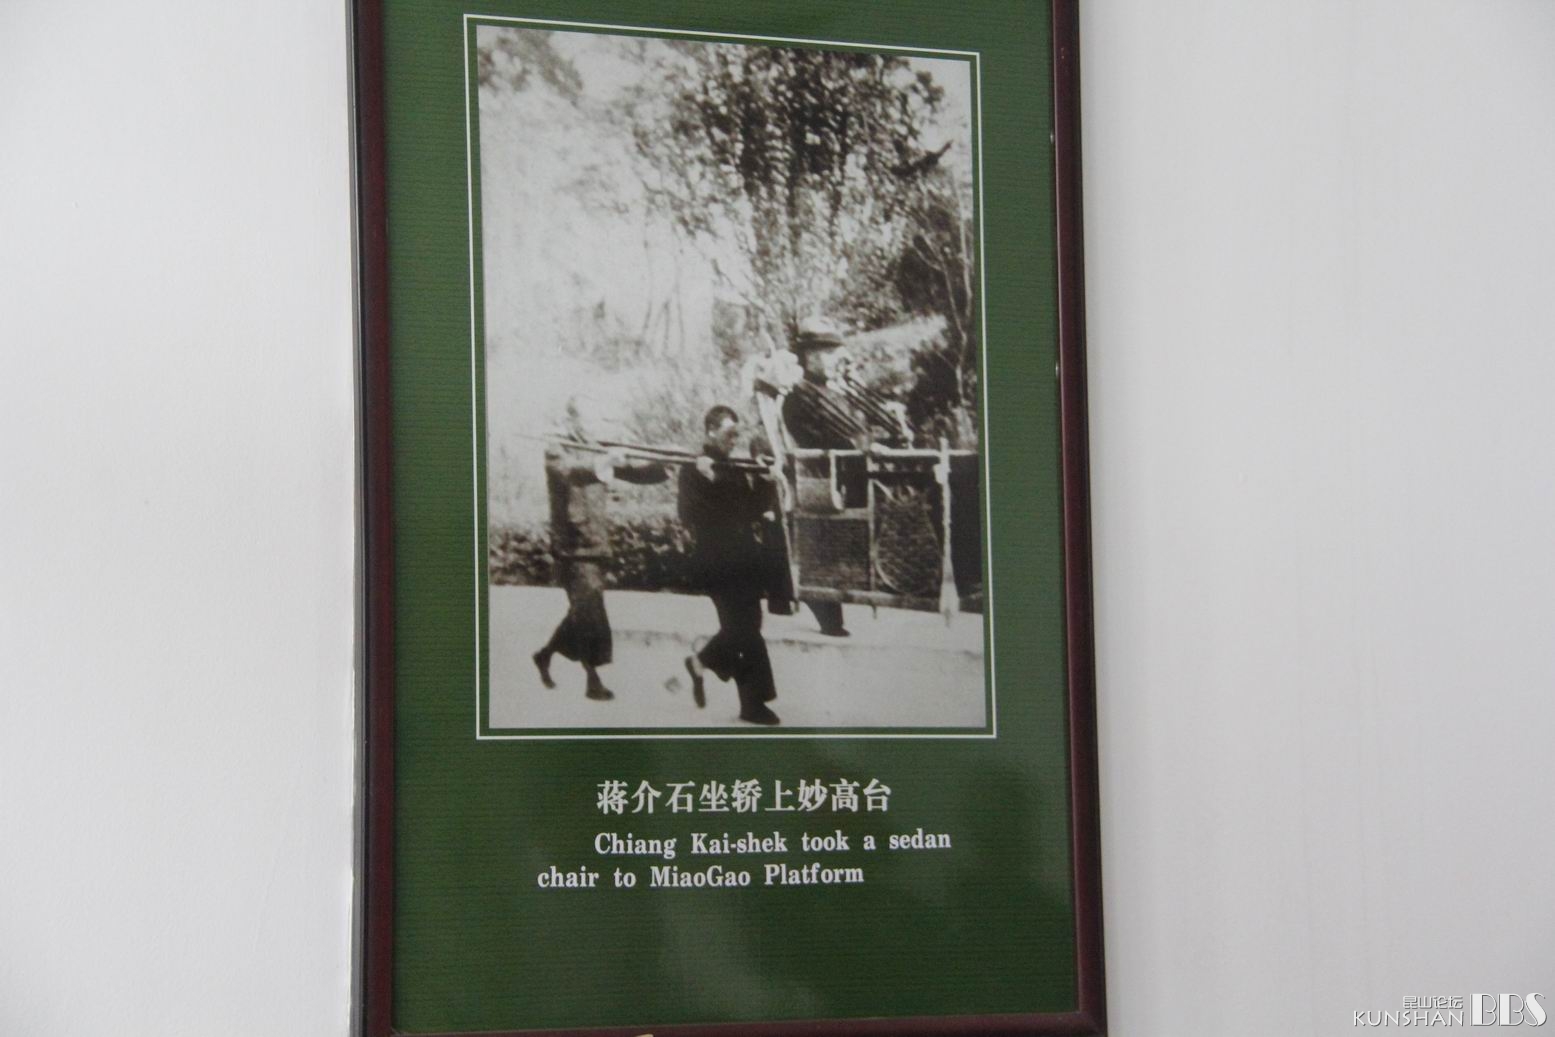 蒋介石坐轿上妙高台
Chiang Kai-shek took a sedan
chair to MiaoGao Platform
昆山论坛
KUNSHAN BBS